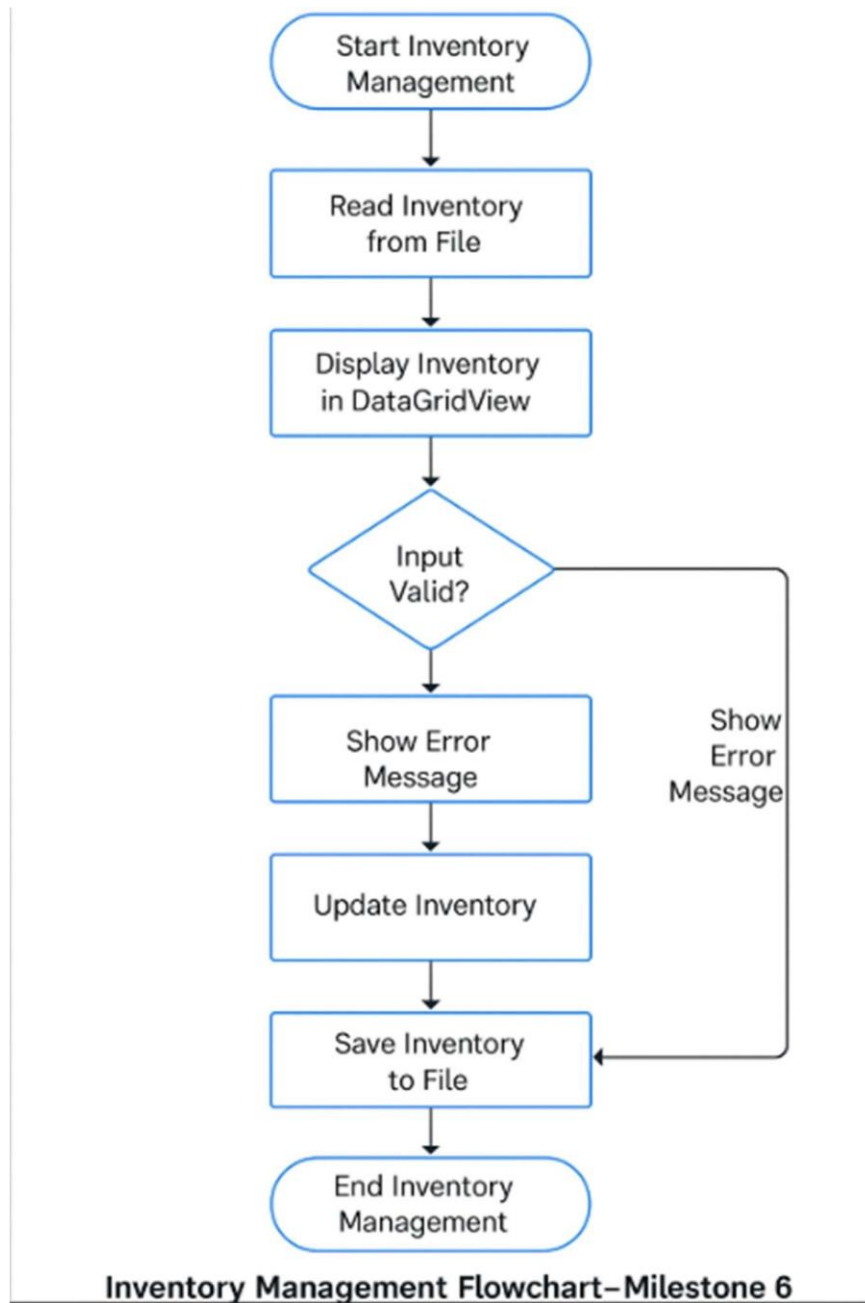 Start Inventory
Management
Read Inventory
from File
Display Inventory
in DataGridView
Input
Valid?
Show Error
Message
Show
Error
Message
Update Inventory
Save Inventory
to File
End Inventory
Management
Inventory Management Flowchart–Milestone 6